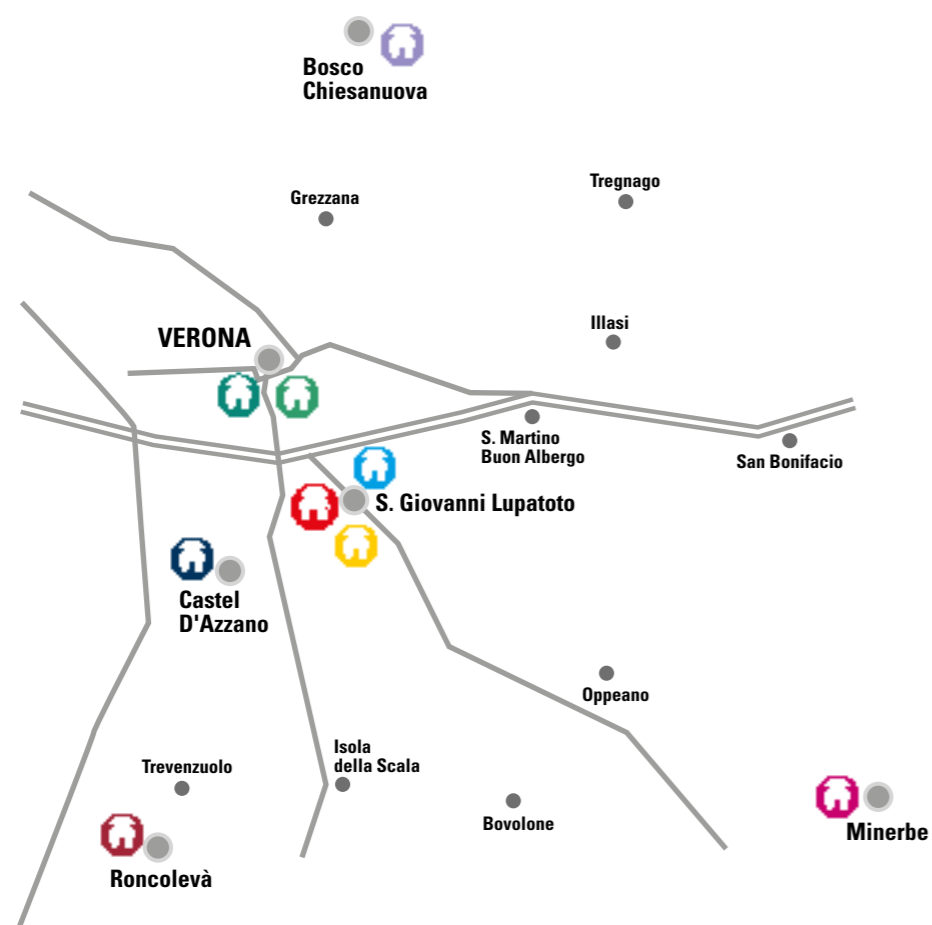 Bosco
Chiesanuova
Tregnago
Grezzana
Illasi
VERONA
S. Martino
Buon Albergo
San Bonifacio
S. Giovanni Lupatoto
Castel
D'Azzano
Oppeano
Isola
della Scala
Trevenzuolo
Bovolone
Minerbe
Roncolevà